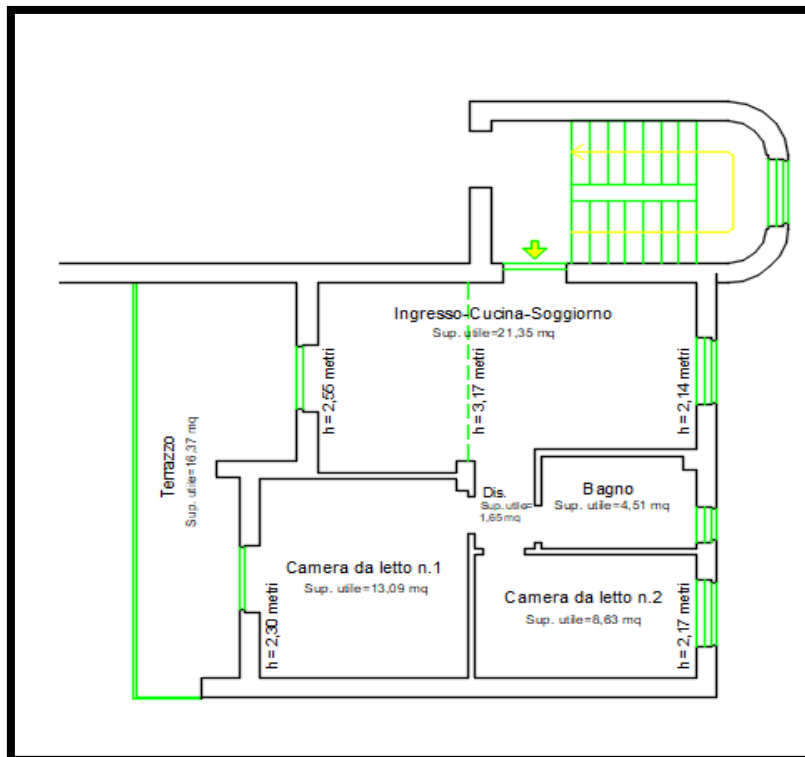 Ingresso-Cucina-Soggiorno
Sup. utile=21,35 mq
h = 2,55 metri
h = 3,17 metri
h = 2,14 metri
Terrazzo
Sup. utile=16,37 mq
Dis.
Sup. utile=
1,65 mq
Bagno
Sup. utile=4,51 mq
Camera da letto n.1
Sup. utile=13,09 mq
h = 2,30 metri
Camera da letto n.2
Sup. utile=8,63 mq
h = 2,17 metri